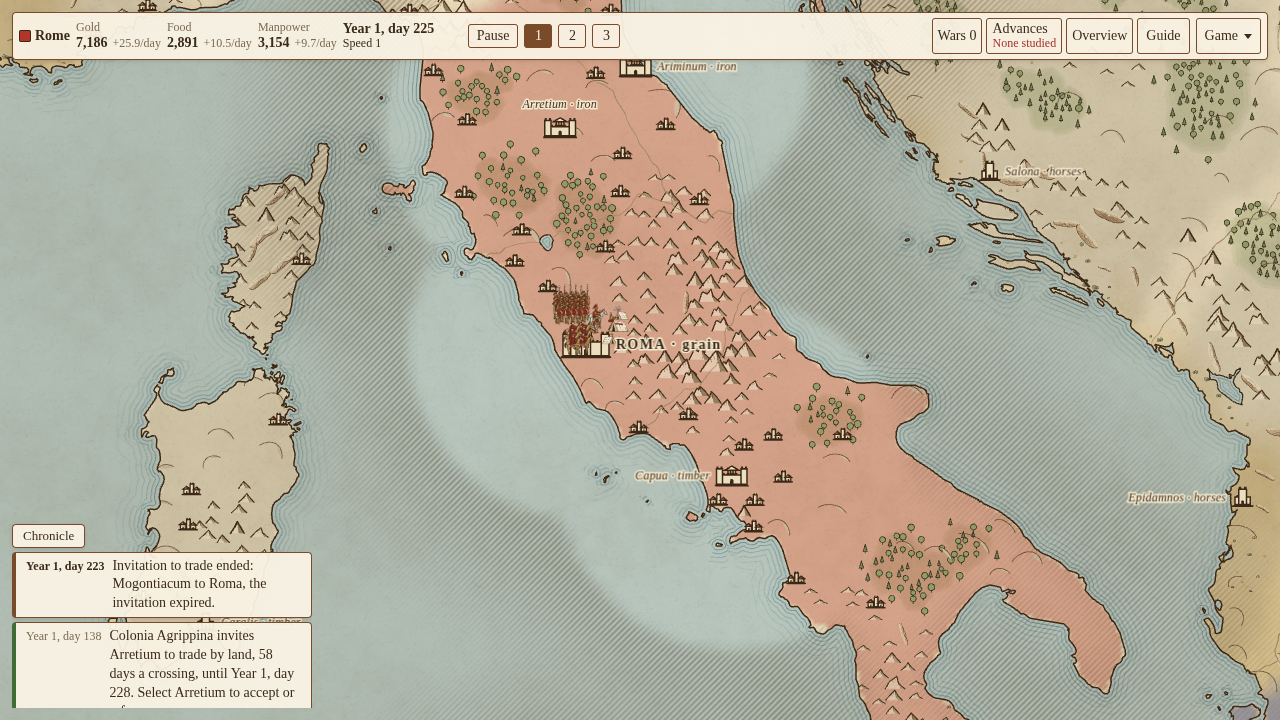 Rome
Gold
7,186 +25.9/day
Food
2,891 +10.5/day
Manpower
3,154 +9.7/day
Year 1, day 225
Speed 1
Pause
1
2
3
Wars 0
Advances
None studied
Overview
Guide
Game
Ariminum · iron
Arretium · iron
Salona · horses
ROMA · grain
Capua · timber
Epidamnos · horses
Chronicle
Year 1, day 223
Invitation to trade ended:
Mogontiacum to Roma, the
invitation expired.
Caralis · timber
Year 1, day 138
Colonia Agrippina invites
Arretium to trade by land, 58
days a crossing, until Year 1, day
228. Select Arretium to accept or